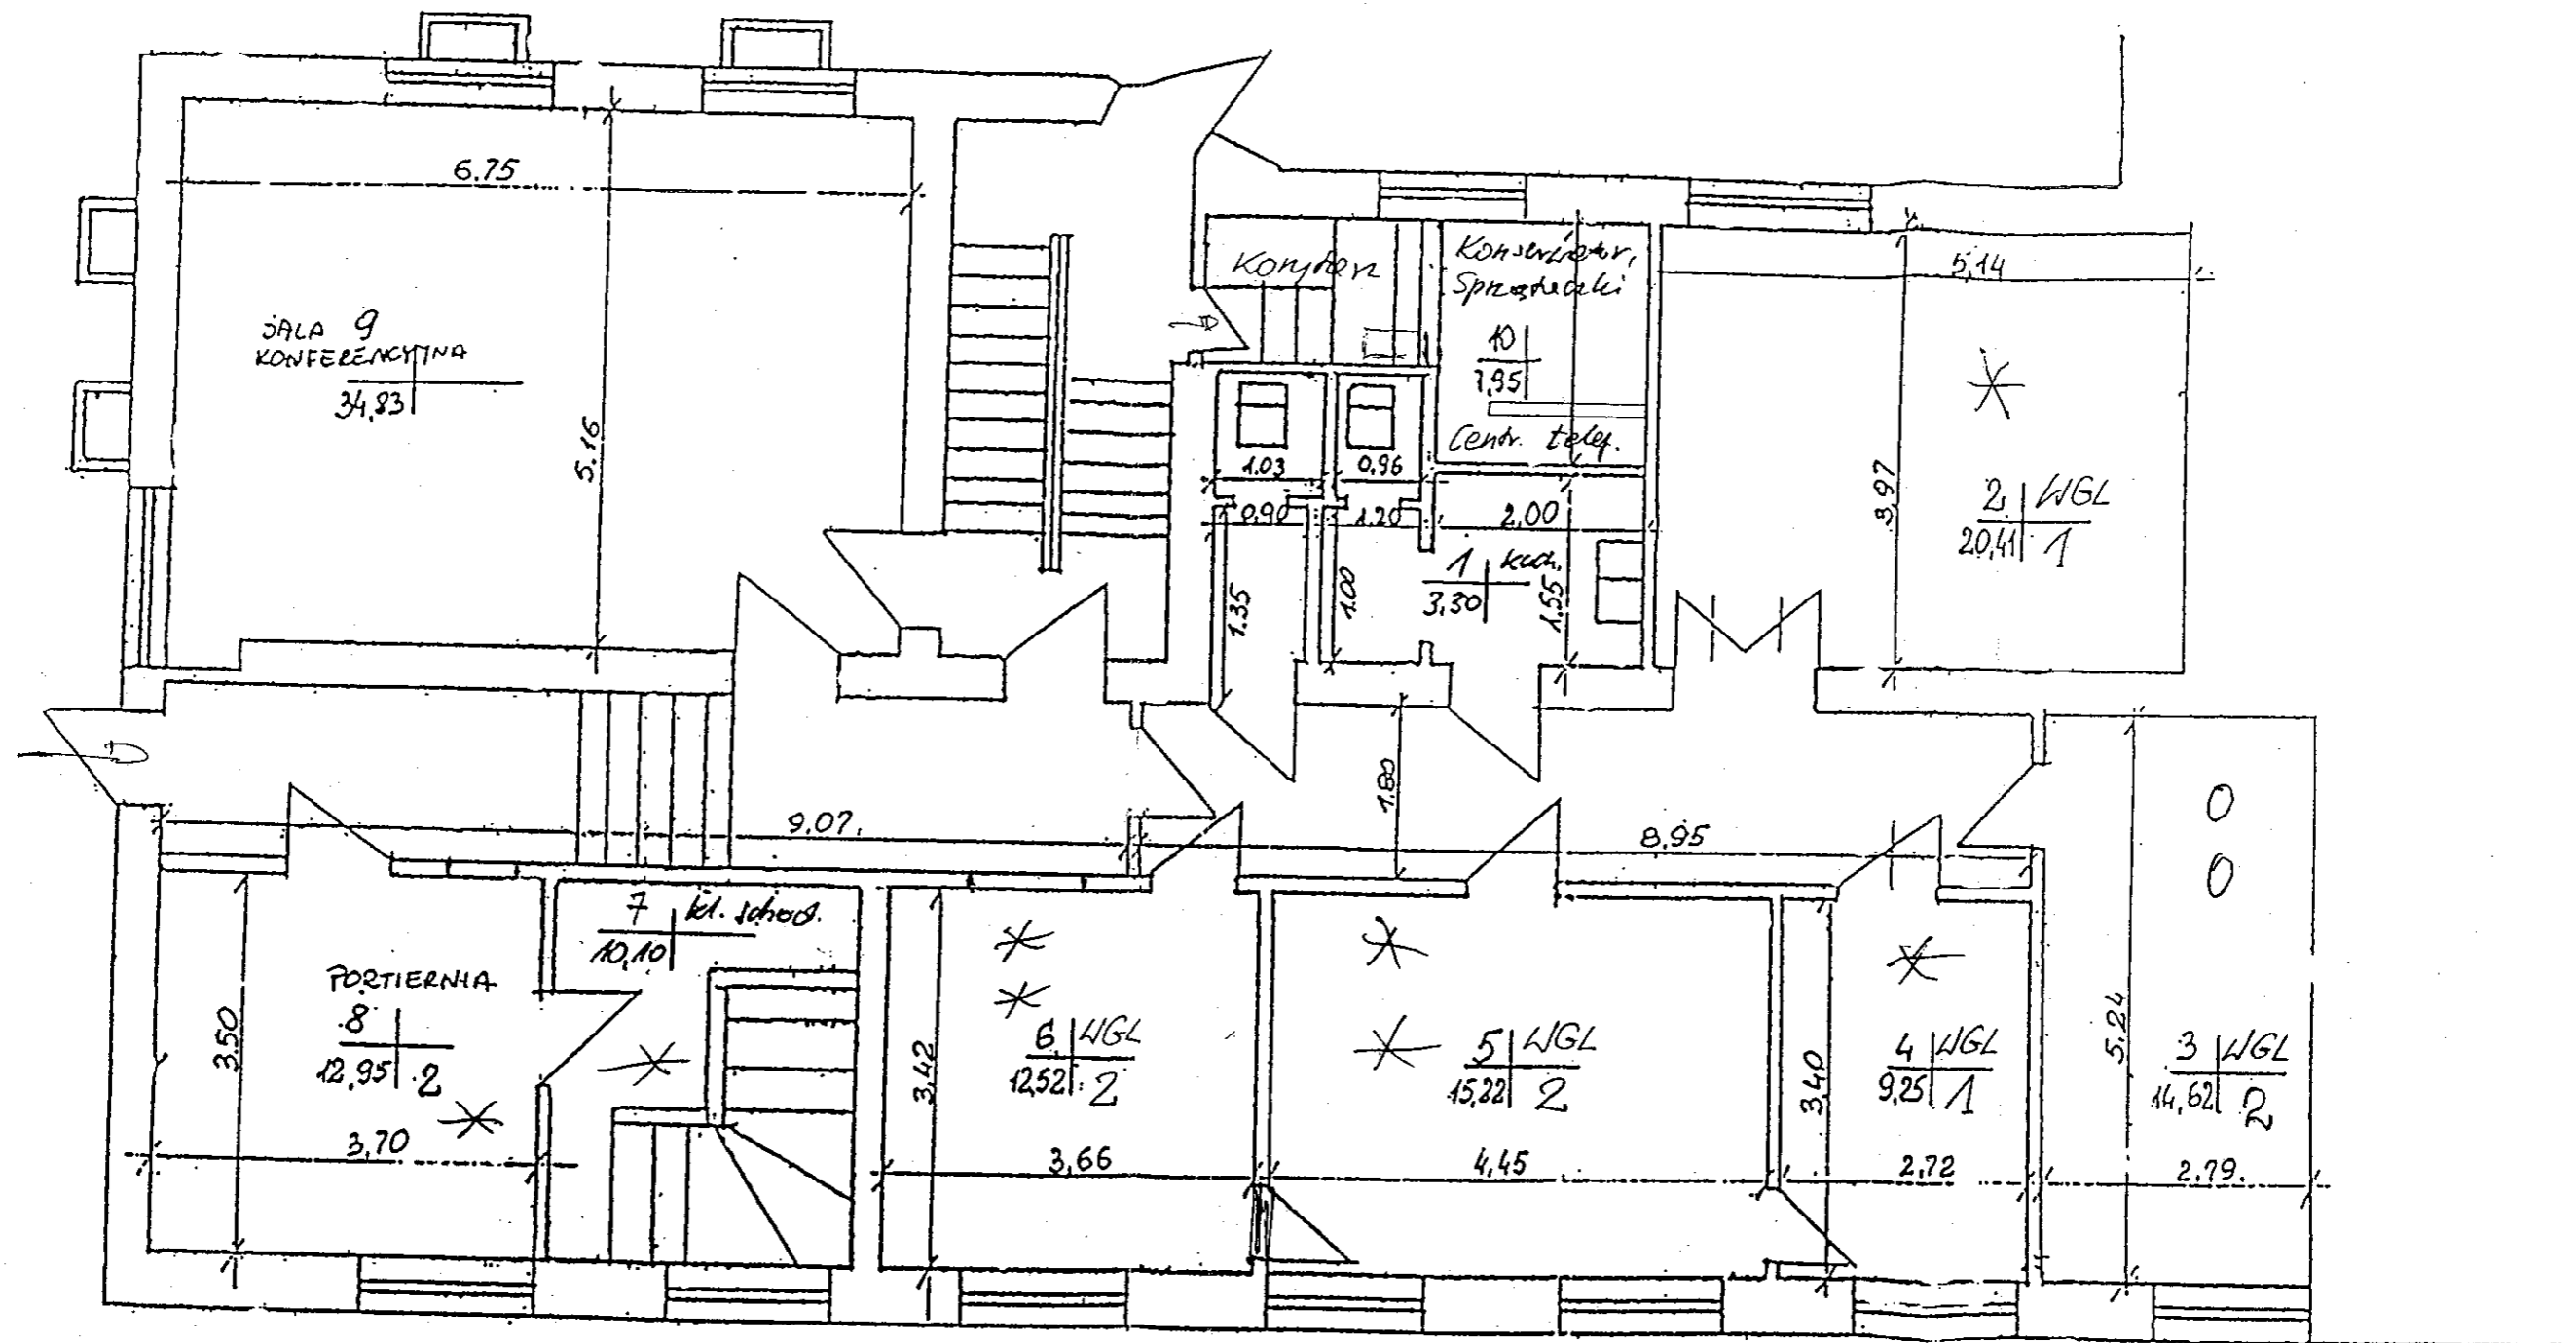 6.75
SALA 9
KONFERENCYJNA
34,83
5.16
Korytarz
Konserwator,
Sprzątaczki
10
7,95
Centr. telef.
5,14
3,97
2 WGL
20,41 1
1.03
0,96
0,90
1.20
2,00
1 kuch.
3,30
1.35
1.00
1,55
1.80
9,07.
8,95
7 kl. schod.
10,10
PORTIERNIA
8
12,95 2
3,50
3,70
3,42
6 WGL
12,52 2
3,66
5 WGL
15,22 2
4,45
3,40
4 WGL
9,25 1
2,72
5,24
3 WGL
14,62 2
2,79.